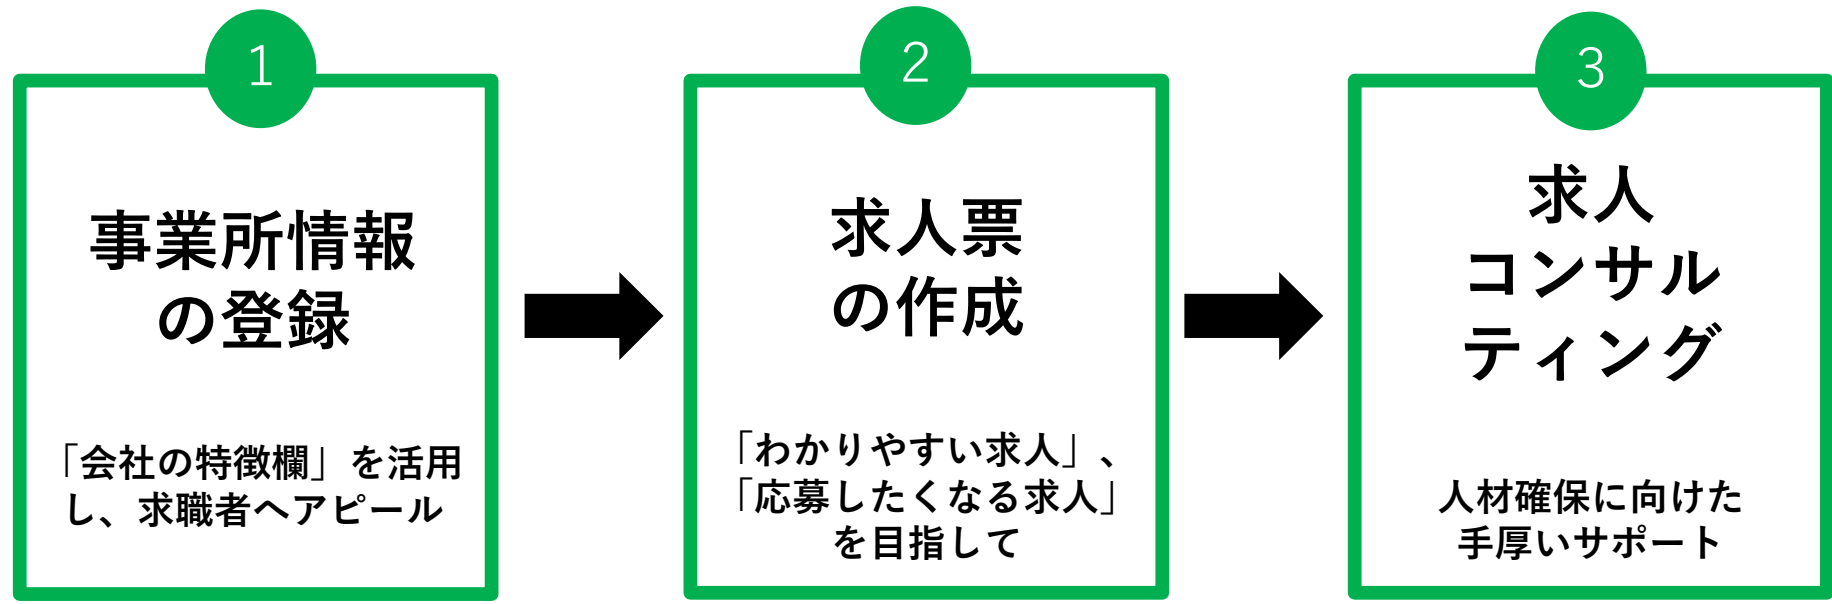 1
事業所情報
の登録
「会社の特徴欄」を活用
し、求職者へアピール
2
求人票
の作成
「わかりやすい求人」、
「応募したくなる求人」
を目指して
3
求人
コンサル
ティング
人材確保に向けた
手厚いサポート